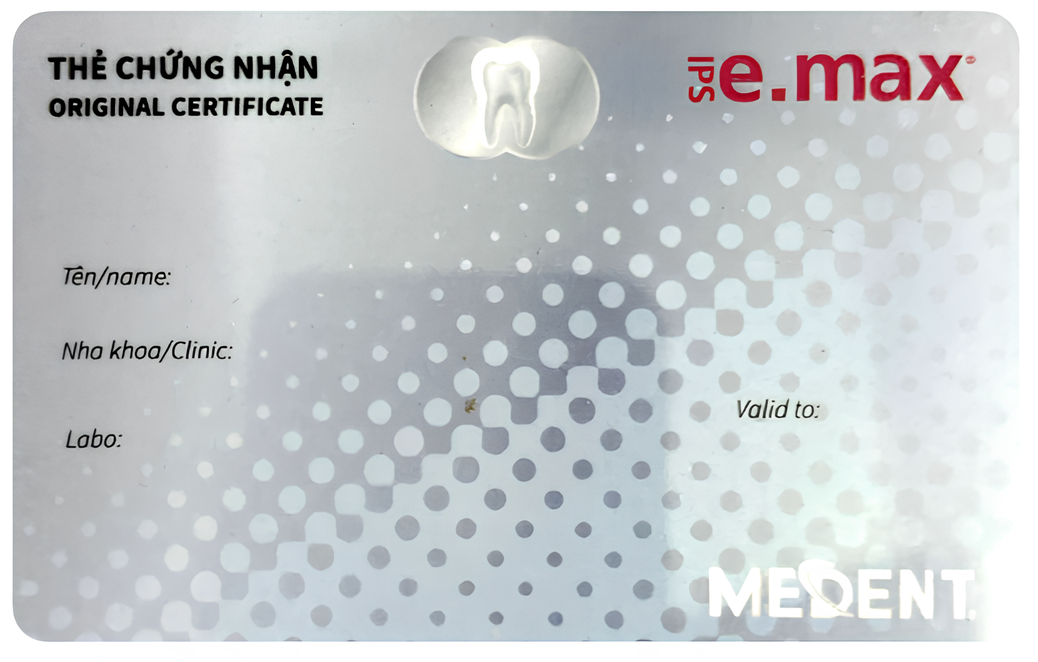 THẺ CHỨNG NHẬN
ORIGINAL CERTIFICATE
IPS e.max
Tên/name:
Nha khoa/Clinic:
Labo:
Valid to:
MEDENT